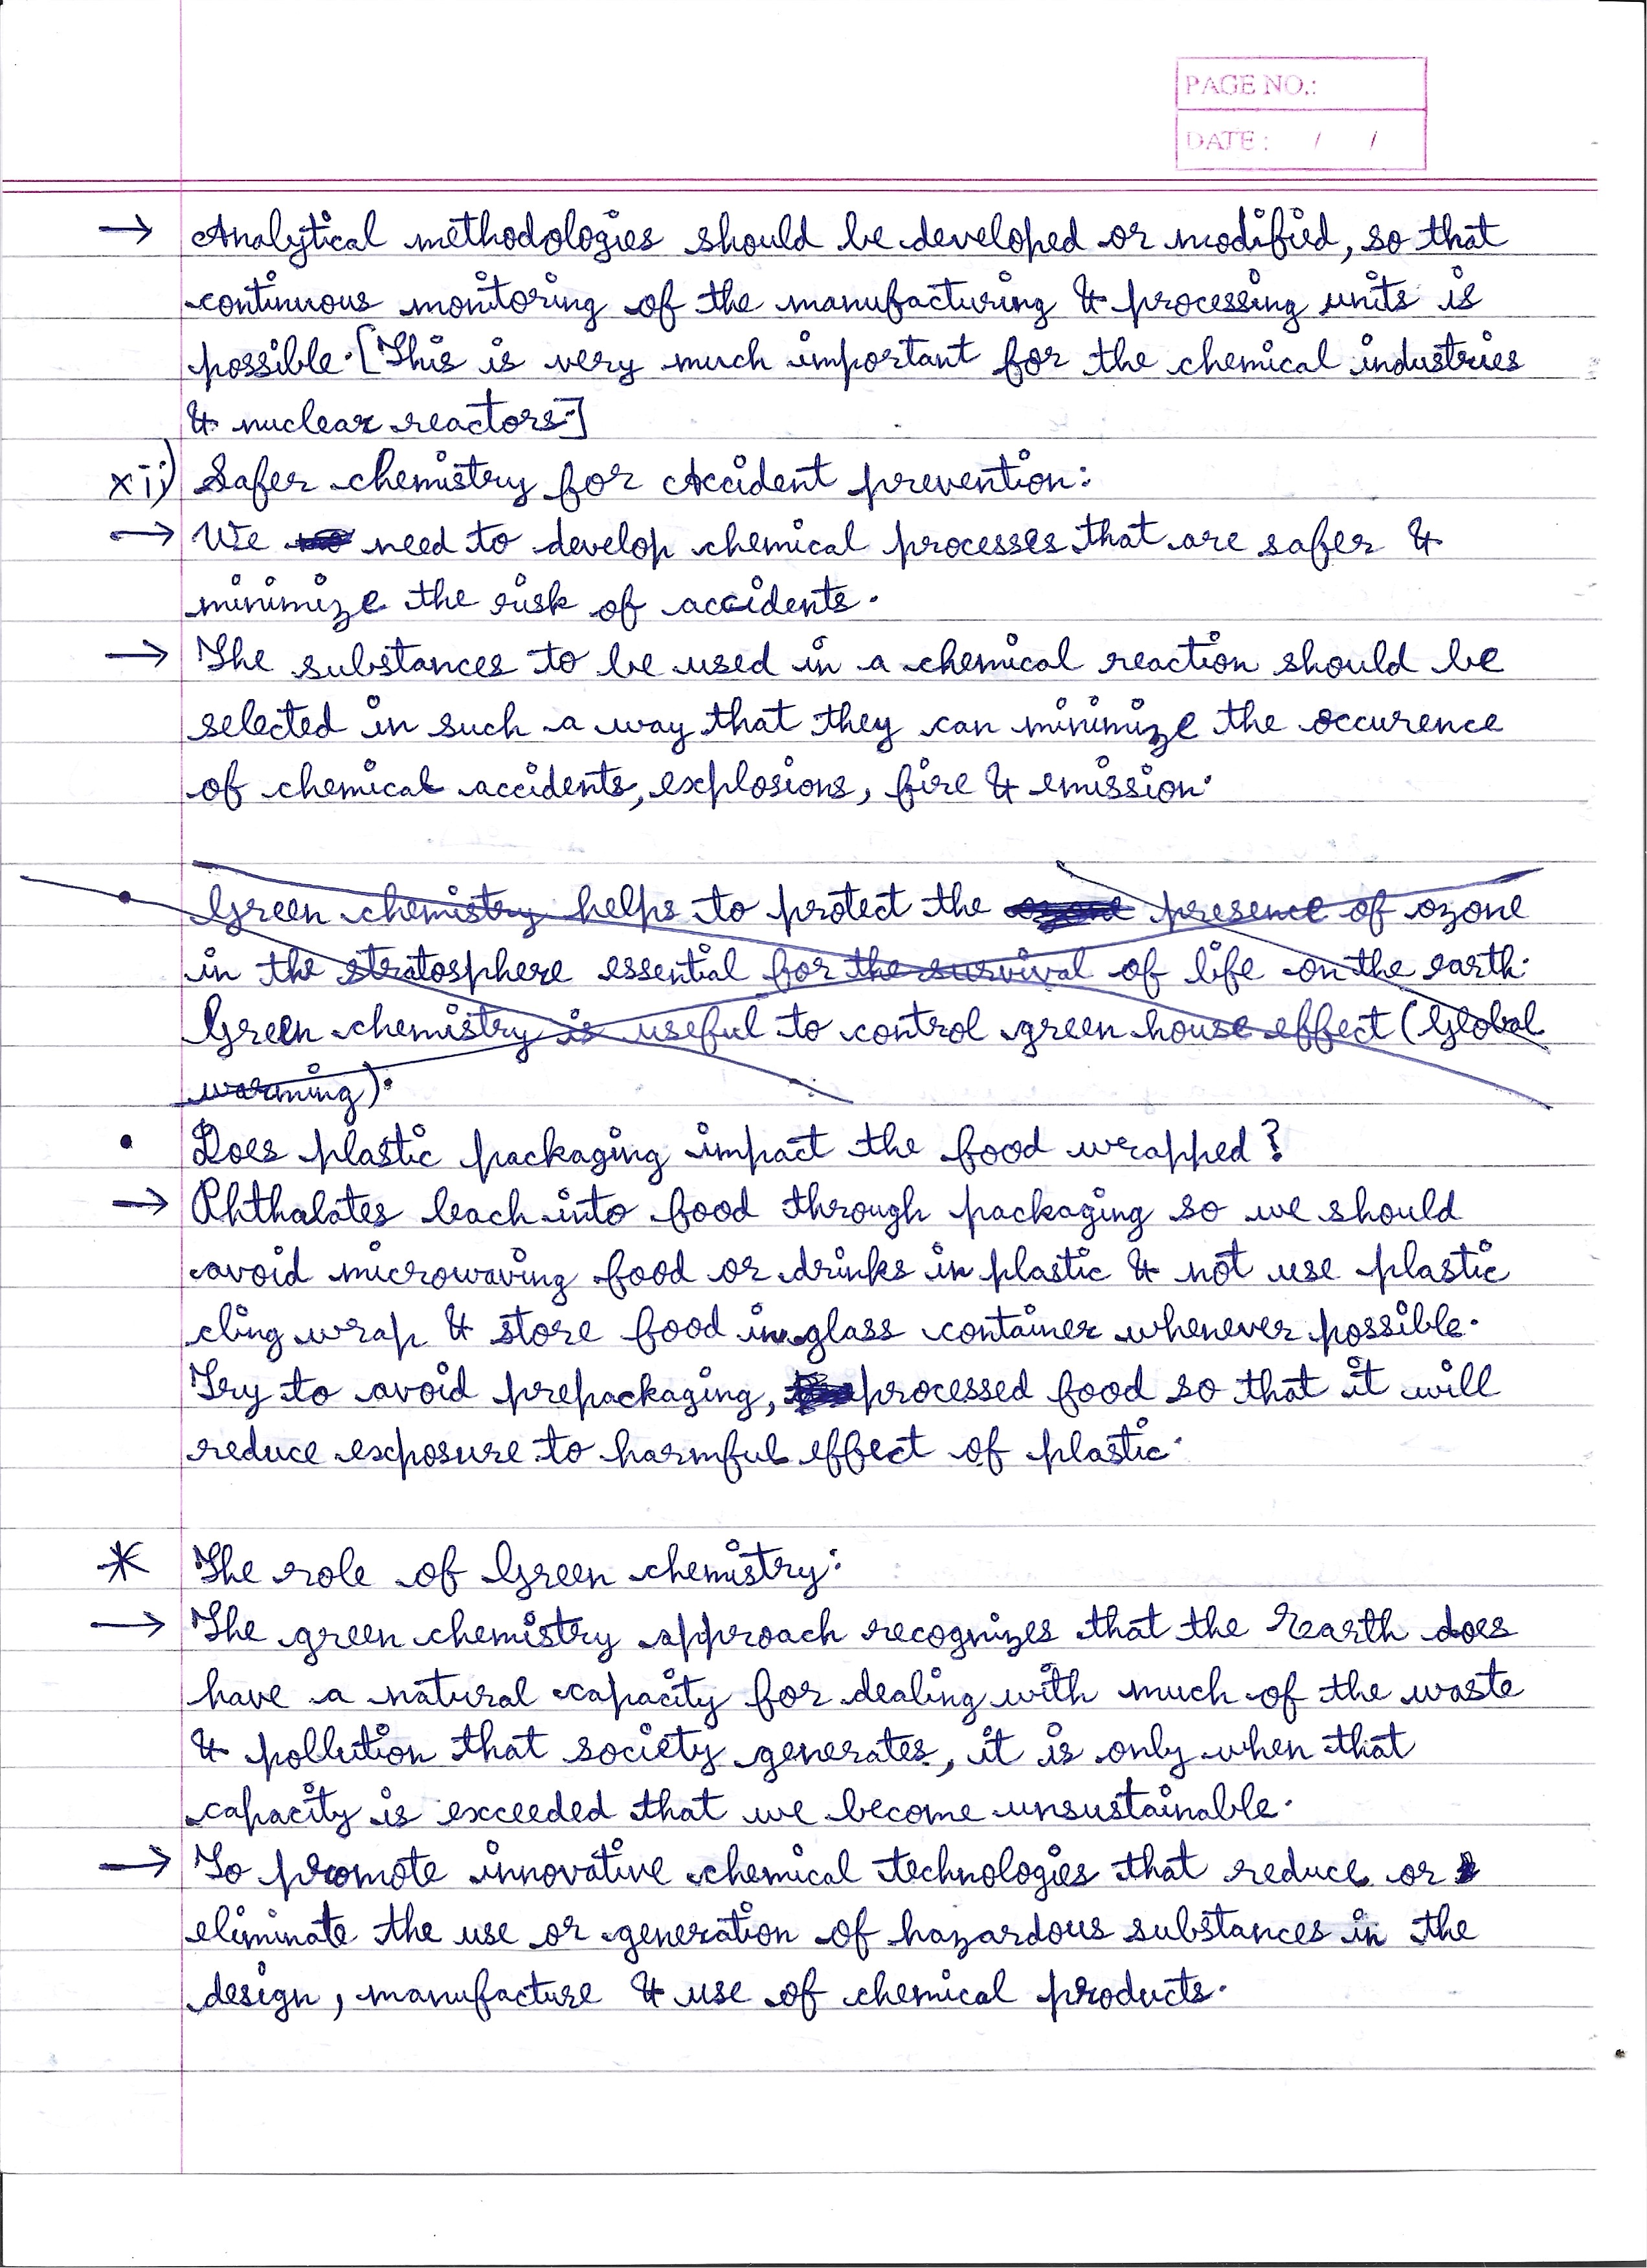 PAGE NO.:
DATE: / /
→ Analytical methodologies should be developed or modified, so that
continuous monitoring of the manufacturing & processing units is
possible. [This is very much important for the chemical industries
& nuclear reactors.]
xii) Safer chemistry for Accident prevention:
→ We need to develop chemical processes that are safer &
minimize the risk of accidents.
→ The substances to be used in a chemical reaction should be
selected in such a way that they can minimize the occurence
of chemical accidents, explosions, fire & emission.
• Green chemistry helps to protect the ozone presence of ozone
in the stratosphere essential for the survival of life on the earth.
Green chemistry is useful to control green house effect (Global
warming).
• Does plastic packaging impact the food wrapped?
→ Phthalates leach into food through packaging so we should
avoid microwaving food or drinks in plastic & not use plastic
cling wrap & store food in glass container whenever possible.
Try to avoid prepackaging, processed food so that it will
reduce exposure to harmful effect of plastic.
* The role of Green chemistry:
→ The green chemistry approach recognizes that the Earth does
have a natural capacity for dealing with much of the waste
& pollution that society generates, it is only when that
capacity is exceeded that we become unsustainable.
→ To promote innovative chemical technologies that reduce or
eliminate the use or generation of hazardous substances in the
design, manufacture & use of chemical products.